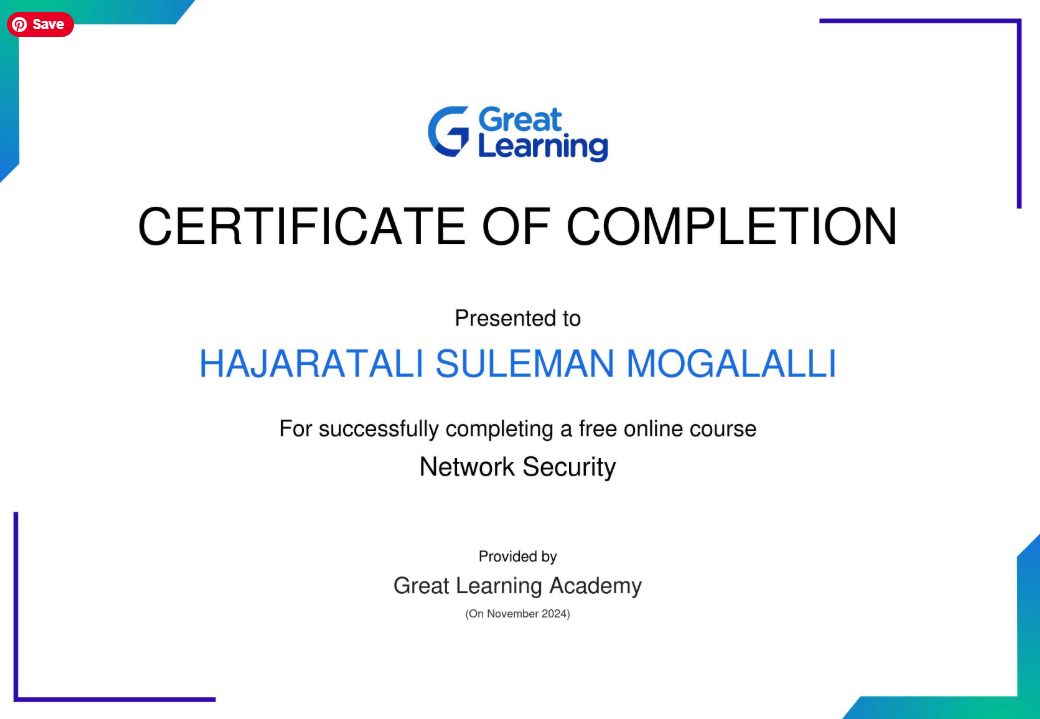 Save
Great
Learning
CERTIFICATE OF COMPLETION
Presented to
HAJARATALI SULEMAN MOGALALLI
For successfully completing a free online course
Network Security
Provided by
Great Learning Academy
(On November 2024)